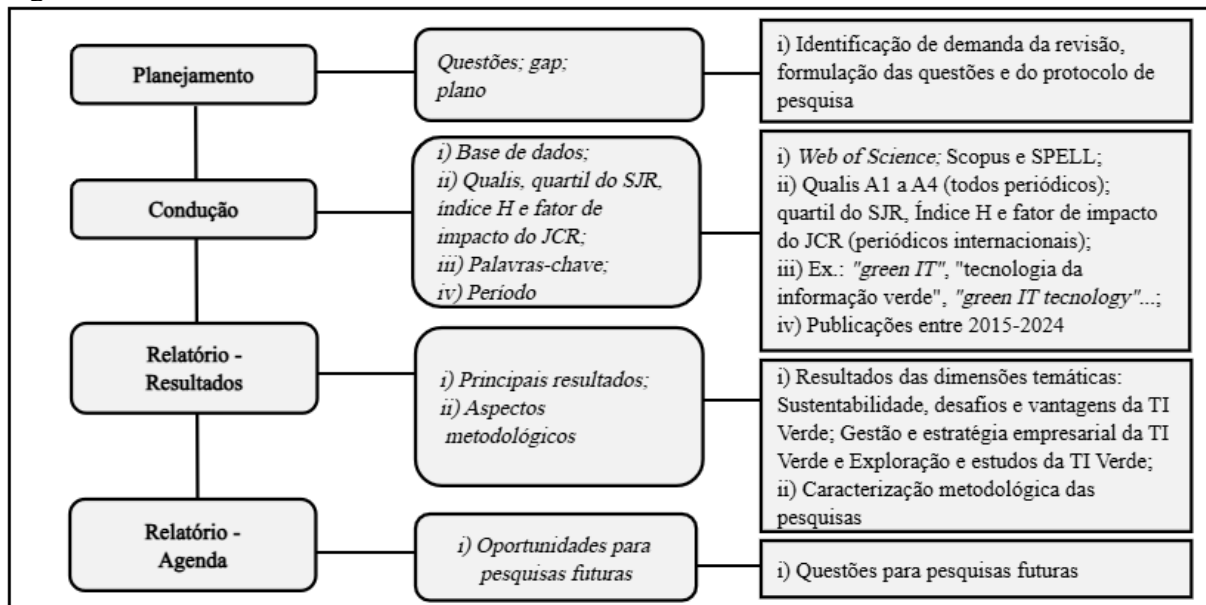 Planejamento
Questões; gap;
plano
i) Identificação de demanda da revisão,
formulação das questões e do protocolo de
pesquisa
Condução
i) Base de dados;
ii) Qualis, quartil do SJR,
índice H e fator de
impacto do JCR;
iii) Palavras-chave;
iv) Período
i) Web of Science; Scopus e SPELL;
ii) Qualis A1 a A4 (todos periódicos);
quartil do SJR, Índice H e fator de impacto
do JCR (periódicos internacionais);
iii) Ex.: "green IT", "tecnologia da
informação verde", "green IT tecnology"...;
iv) Publicações entre 2015-2024
Relatório -
Resultados
i) Principais resultados;
ii) Aspectos
metodológicos
i) Resultados das dimensões temáticas:
Sustentabilidade, desafios e vantagens da TI
Verde; Gestão e estratégia empresarial da TI
Verde e Exploração e estudos da TI Verde;
ii) Caracterização metodológica das
pesquisas
Relatório -
Agenda
i) Oportunidades para
pesquisas futuras
i) Questões para pesquisas futuras